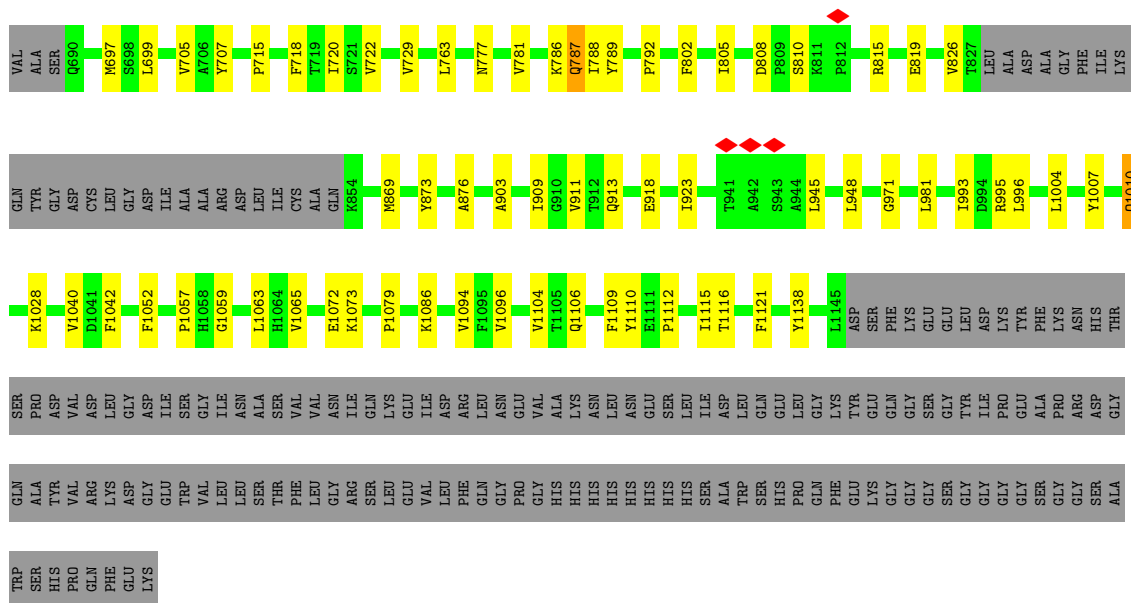 VAL ALA SER Q690 M697 S698 L699 V705 A706 Y707 P715 F718 T719 I720 S721 V722 V729 L763 N777 V781 K786 Q787 I788 Y789 P792 F802 I805 D808 P809 S810 K811 P812 R815 E819 V826 T827 LEU ALA ASP ALA GLY PHE ILE LYS
GLN TYR GLY ASP CYS LEU GLY ASP ILE ALA ALA ARG ASP LEU ILE CYS ALA GLN K854 M869 Y873 A876 A903 I909 G910 V911 T912 Q913 E918 I923 T941 A942 S943 A944 L945 L948 G971 L981 I993 D994 R995 L996 L1004 Y1007 Q1010
K1028 V1040 D1041 F1042 F1052 P1057 H1058 G1059 L1063 H1064 V1065 E1072 K1073 P1079 K1086 V1094 F1095 V1096 V1104 T1105 Q1106 F1109 Y1110 E1111 P1112 I1115 T1116 F1121 Y1138 L1145 ASP SER PHE LYS GLU GLU LEU ASP LYS TYR PHE LYS ASN HIS THR
SER PRO ASP VAL ASP LEU GLY ASP ILE SER GLY ILE ASN ALA SER VAL VAL ASN ILE GLN LYS GLU ILE ASP ARG LEU ASN GLU VAL ALA LYS ASN LEU ASN GLU SER LEU ILE ASP LEU GLN GLU LEU GLY LYS TYR GLU GLN GLY SER GLY TYR ILE PRO GLU ALA PRO ARG ASP GLY
GLN ALA TYR VAL ARG LYS ASP GLY GLU TRP VAL LEU LEU SER THR PHE LEU GLY ARG SER LEU GLU VAL LEU PHE GLN GLY PRO GLY HIS HIS HIS HIS HIS HIS HIS HIS SER ALA TRP SER HIS PRO GLN PHE GLU LYS GLY GLY GLY SER GLY GLY GLY GLY SER GLY GLY SER ALA
TRP SER HIS PRO GLN PHE GLU LYS